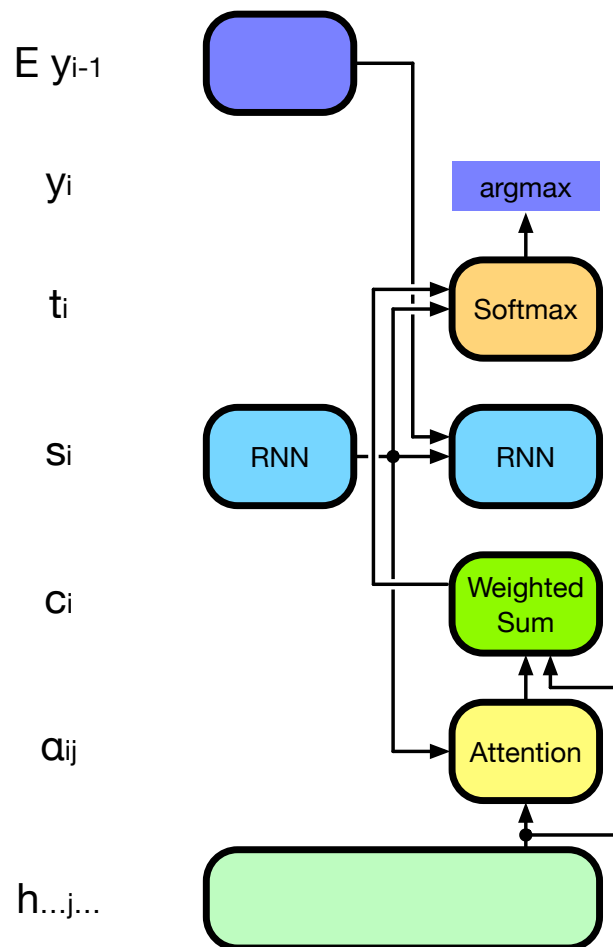 E yi-1
yi
argmax
ti
Softmax
si
RNN
RNN
ci
Weighted
Sum
αij
Attention
h...j...